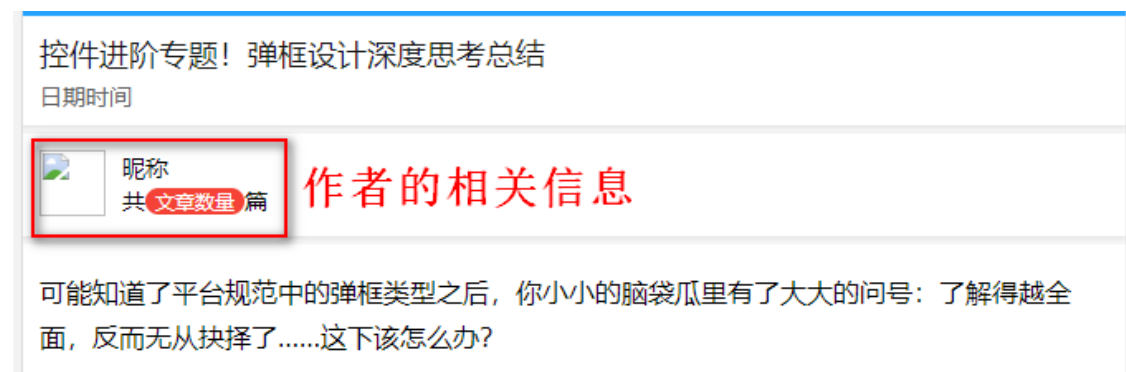 控件进阶专题！弹框设计深度思考总结
日期时间
昵称
共文章数量篇
作者的相关信息
可能知道了平台规范中的弹框类型之后，你小小的脑袋瓜里有了大大的问号：了解得越全
面，反而无从抉择了......这下该怎么办？